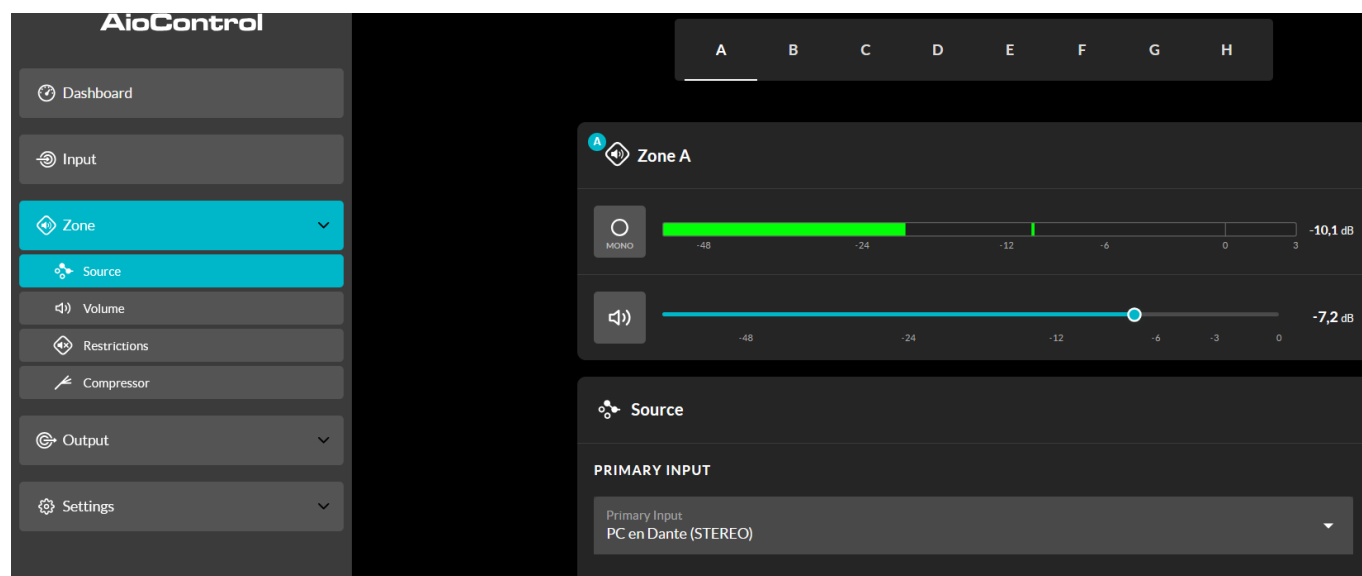 AioControl
Dashboard
Input
Zone
Source
Volume
Restrictions
Compressor
Output
Settings
A B C D E F G H
A
Zone A
MONO
-48 -24 -12 -6 0 3
-10,1 dB
-48 -24 -12 -6 -3 0
-7,2 dB
Source
PRIMARY INPUT
Primary Input
PC en Dante (STEREO)